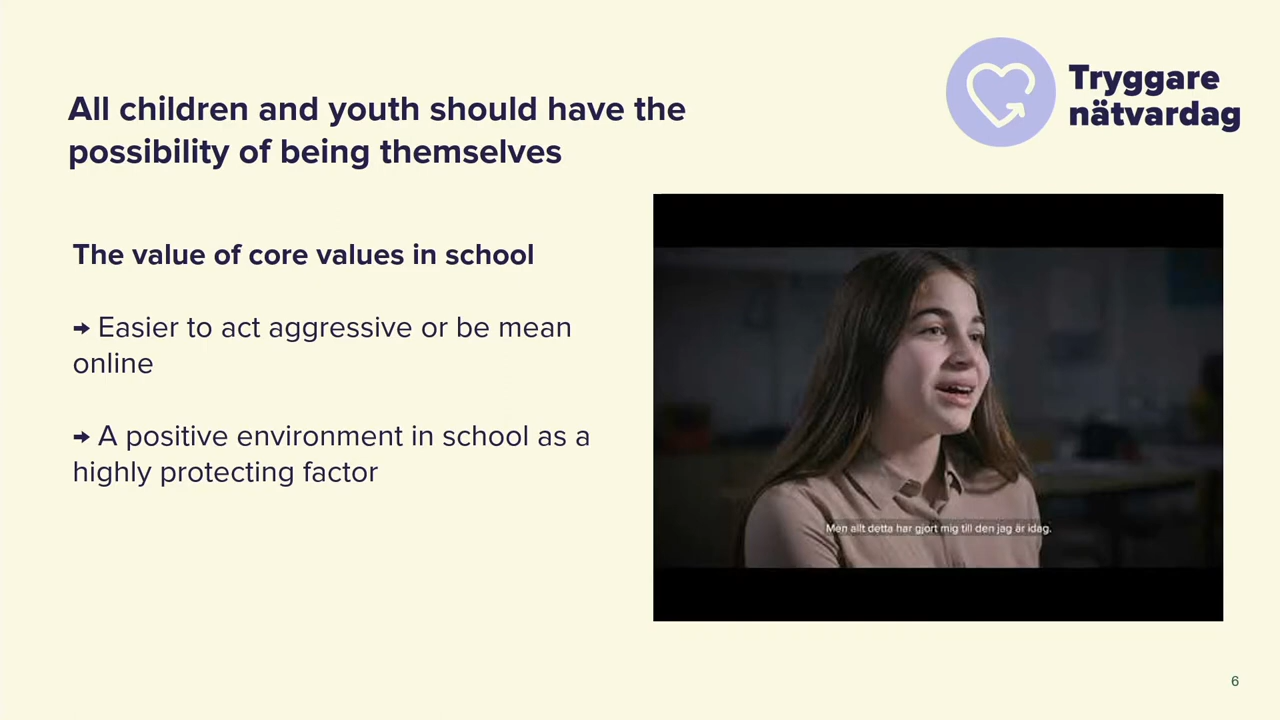 Tryggare
nätvardag
All children and youth should have the
possibility of being themselves
The value of core values in school
→ Easier to act aggressive or be mean
online
→ A positive environment in school as a
highly protecting factor
Men allt detta har gjort mig till den jag är idag.
6